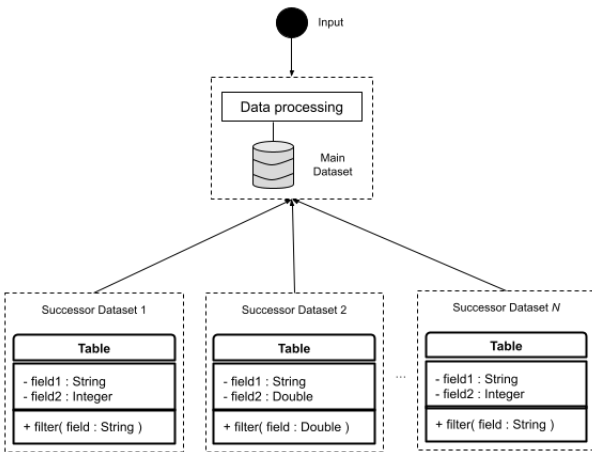 Input
Data processing
Main
Dataset
Successor Dataset 1
Table
- field1 : String
- field2 : Integer
+ filter( field : String )
Successor Dataset 2
Table
- field1 : String
- field2 : Double
+ filter( field : Double )
...
Successor Dataset N
Table
- field1 : String
- field2 : Integer
+ filter( field : String )